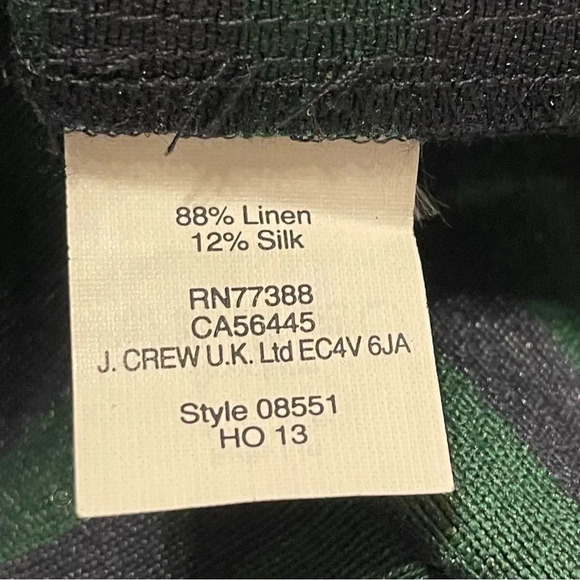 88% Linen
12% Silk
RN77388
CA56445
J. CREW U.K. Ltd EC4V 6JA
Style 08551
HO 13